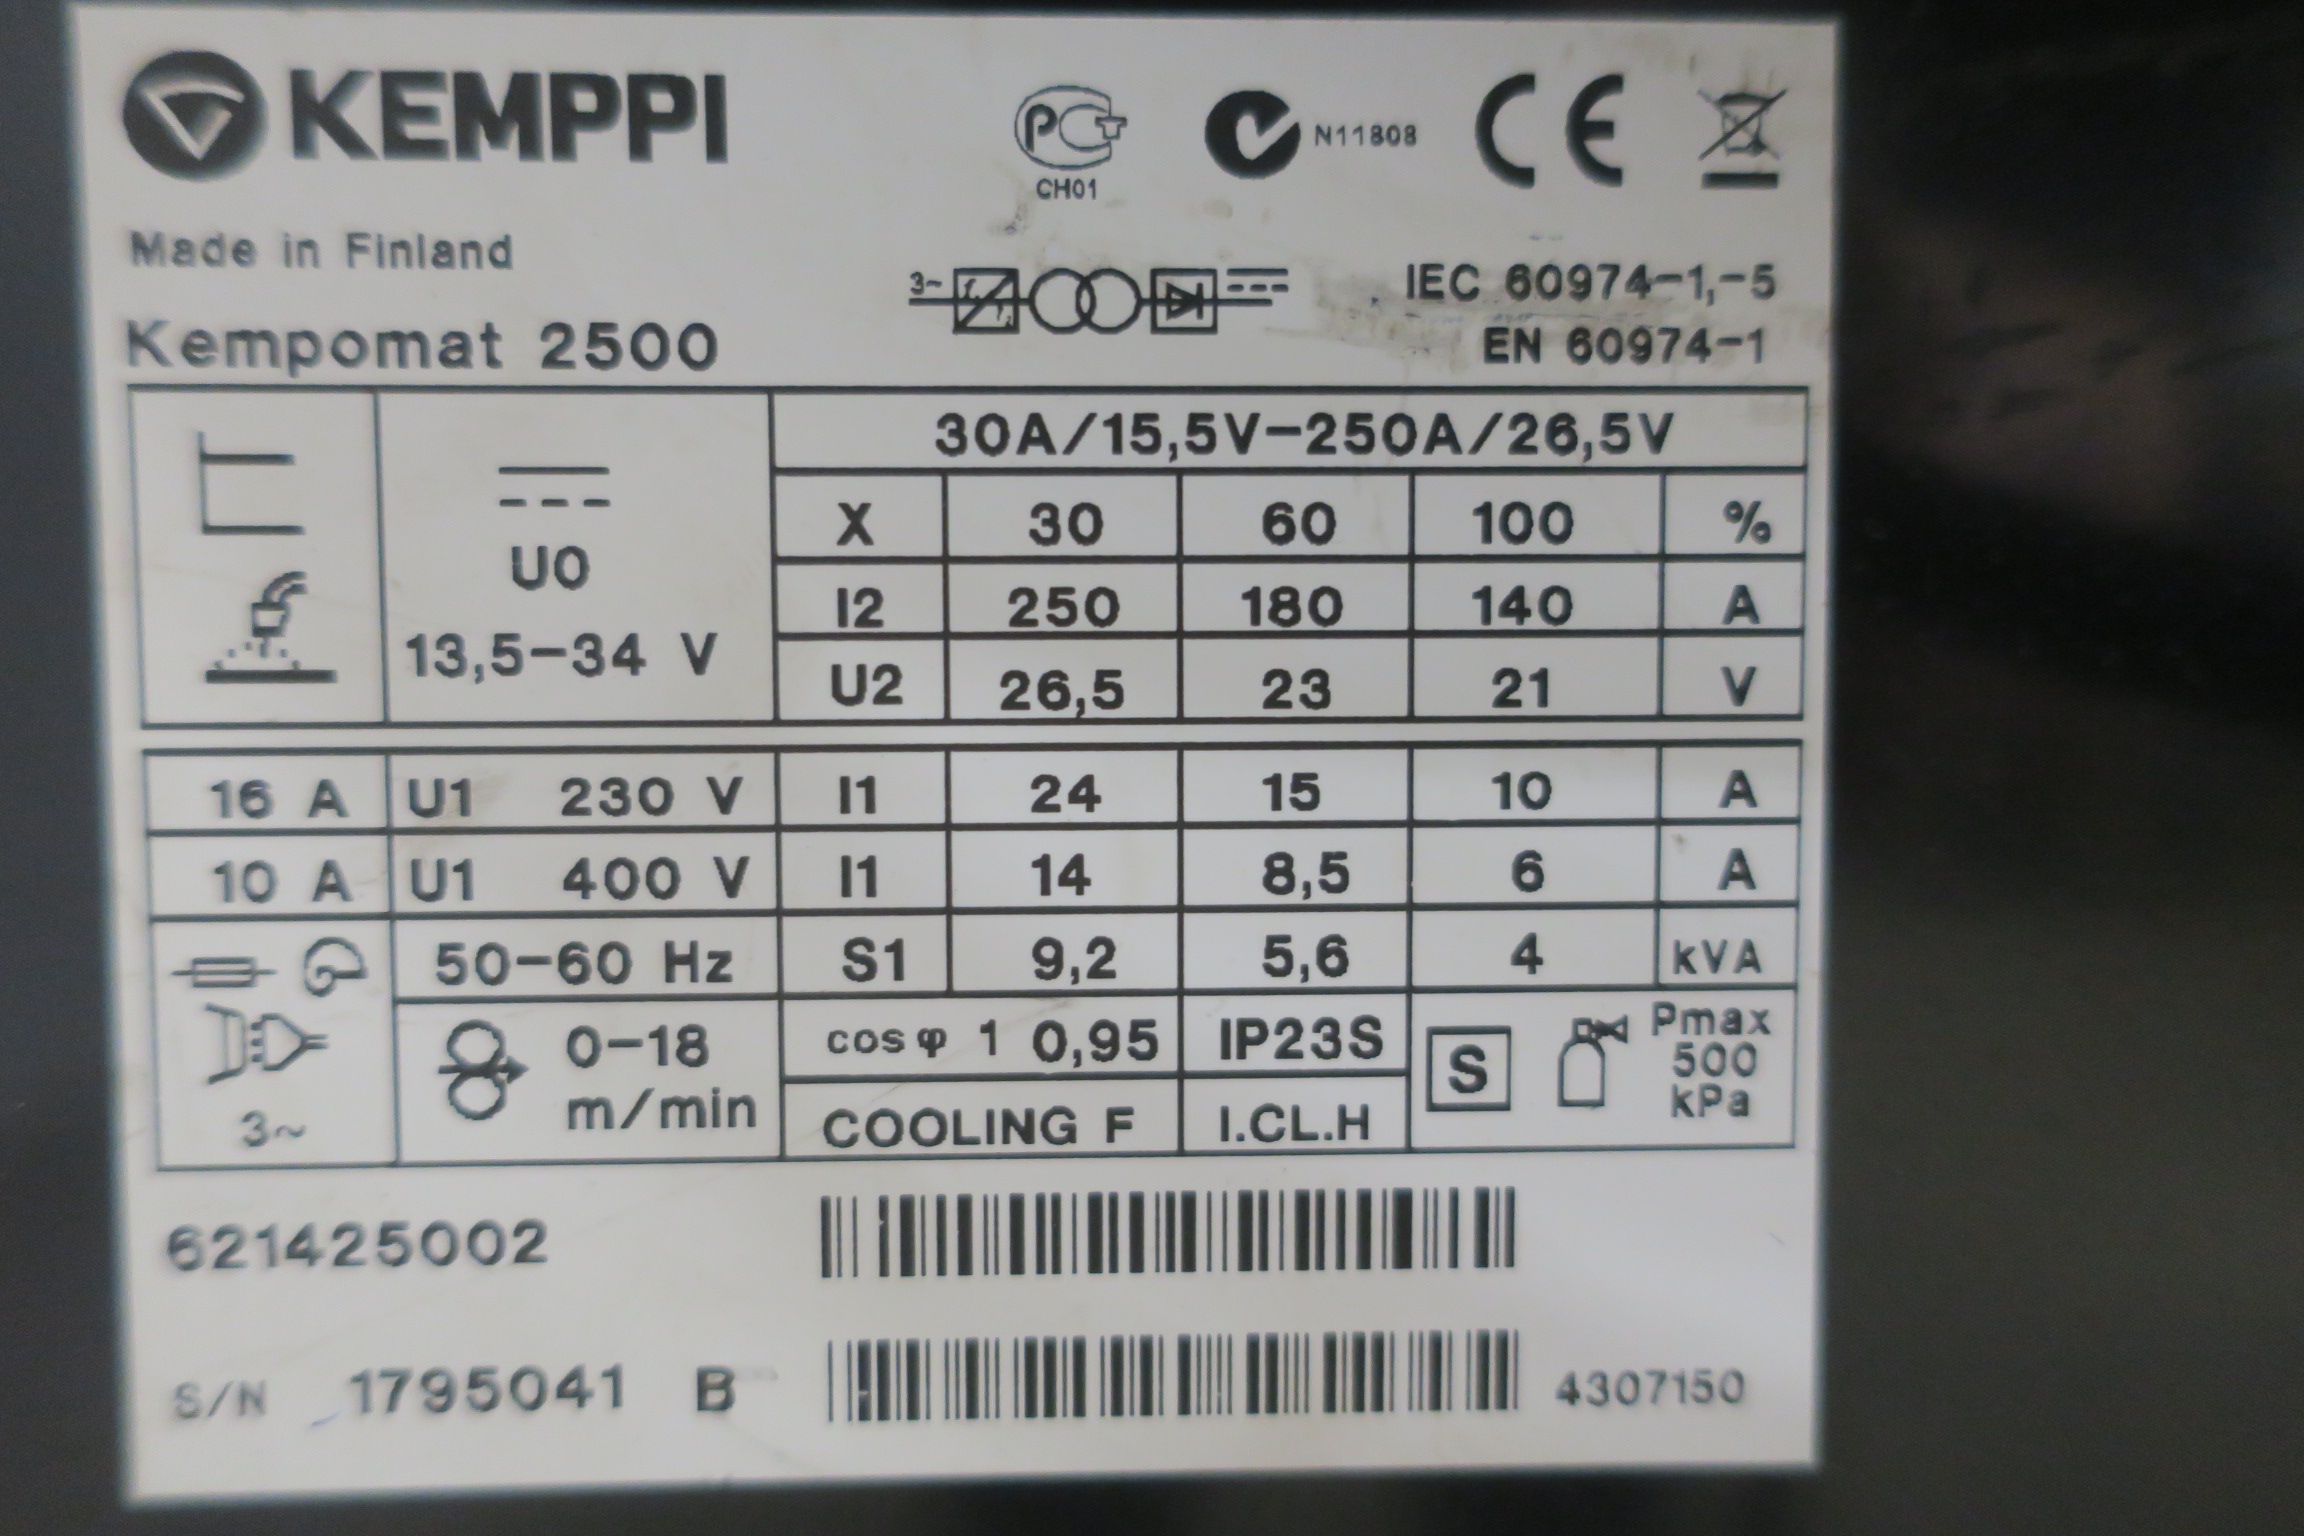 KEMPPI
PCT
CH01
N11808
CE
Made in Finland
3~
IEC 60974-1,-5
Kempomat 2500
EN 60974-1
30A/15,5V-250A/26,5V
U0
13,5-34 V
X 30 60 100 %
I2 250 180 140 A
U2 26,5 23 21 V
16 A U1 230 V I1 24 15 10 A
10 A U1 400 V I1 14 8,5 6 A
50-60 Hz S1 9,2 5,6 4 kVA
3~
0-18
m/min
cos φ 1 0,95 IP23S
COOLING F I.CL.H
S
Pmax
500
kPa
621425002
S/N 1795041 B
4307150